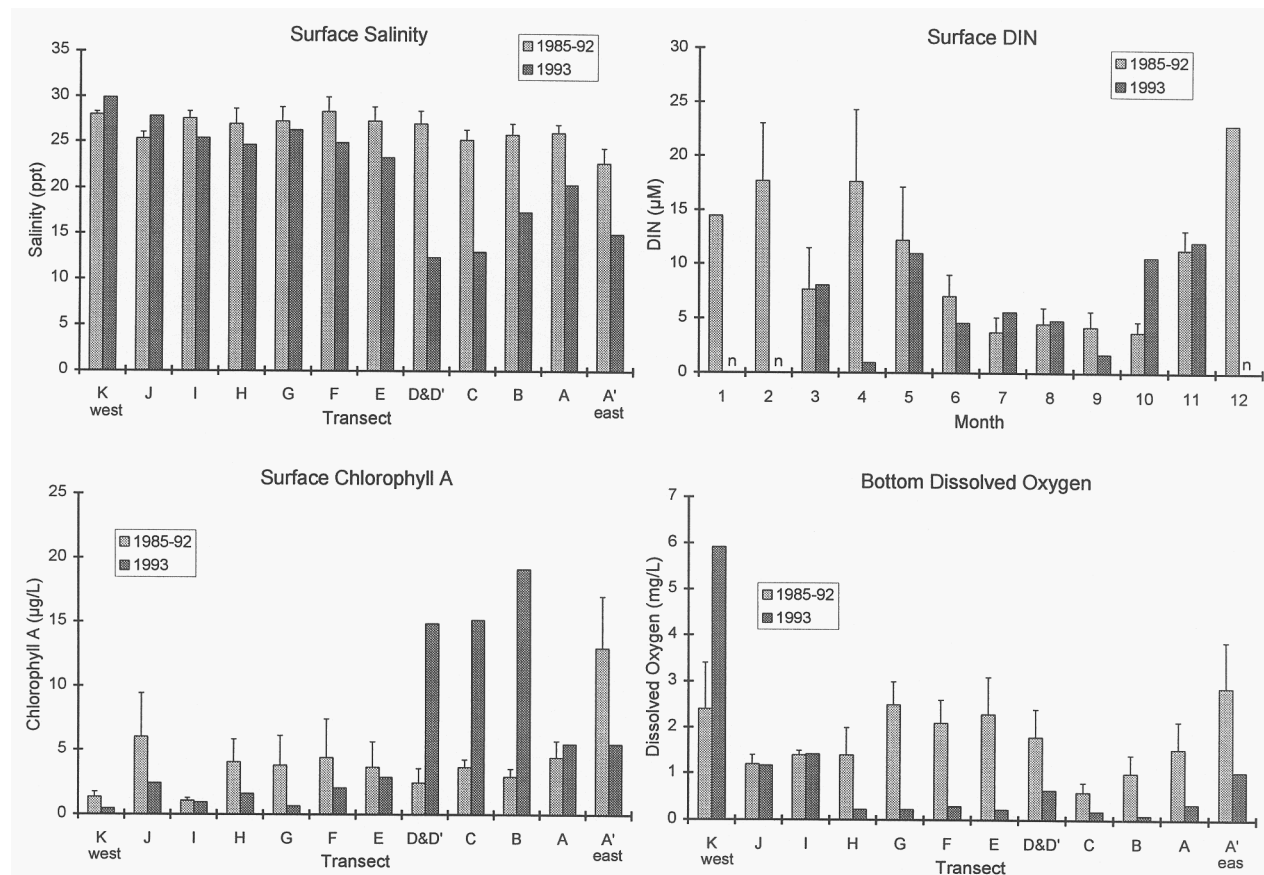 Surface Salinity
1985-92
1993
35
30
25
20
15
10
5
0
Salinity (ppt)
K J I H G F E D&D' C B A A'
west east
Transect
Surface DIN
1985-92
1993
30
25
20
15
10
5
0
DIN (µM)
n n n
1 2 3 4 5 6 7 8 9 10 11 12
Month
Surface Chlorophyll A
1985-92
1993
25
20
15
10
5
0
Chlorophyll A (µg/L)
K J I H G F E D&D' C B A A'
west east
Transect
Bottom Dissolved Oxygen
1985-92
1993
7
6
5
4
3
2
1
0
Dissolved Oxygen (mg/L)
K J I H G F E D&D' C B A A'
west eas
Transect